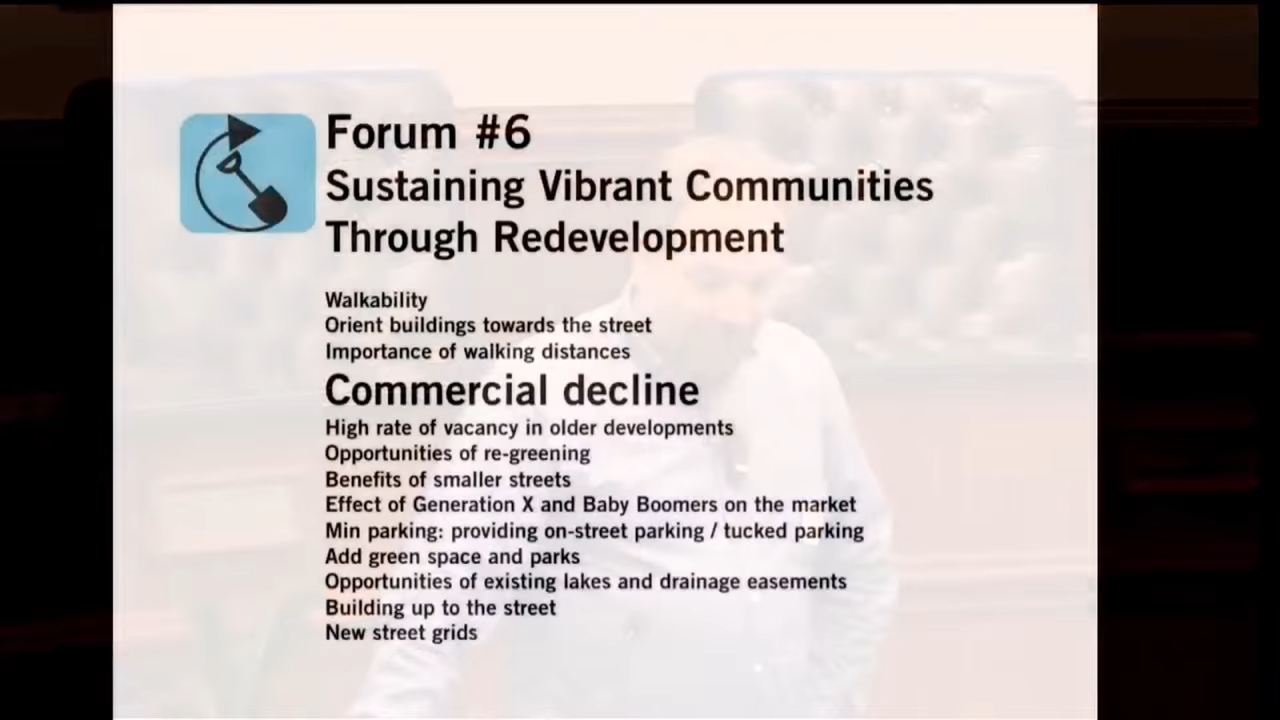 Forum #6
Sustaining Vibrant Communities
Through Redevelopment
Walkability
Orient buildings towards the street
Importance of walking distances
Commercial decline
High rate of vacancy in older developments
Opportunities of re-greening
Benefits of smaller streets
Effect of Generation X and Baby Boomers on the market
Min parking: providing on-street parking / tucked parking
Add green space and parks
Opportunities of existing lakes and drainage easements
Building up to the street
New street grids